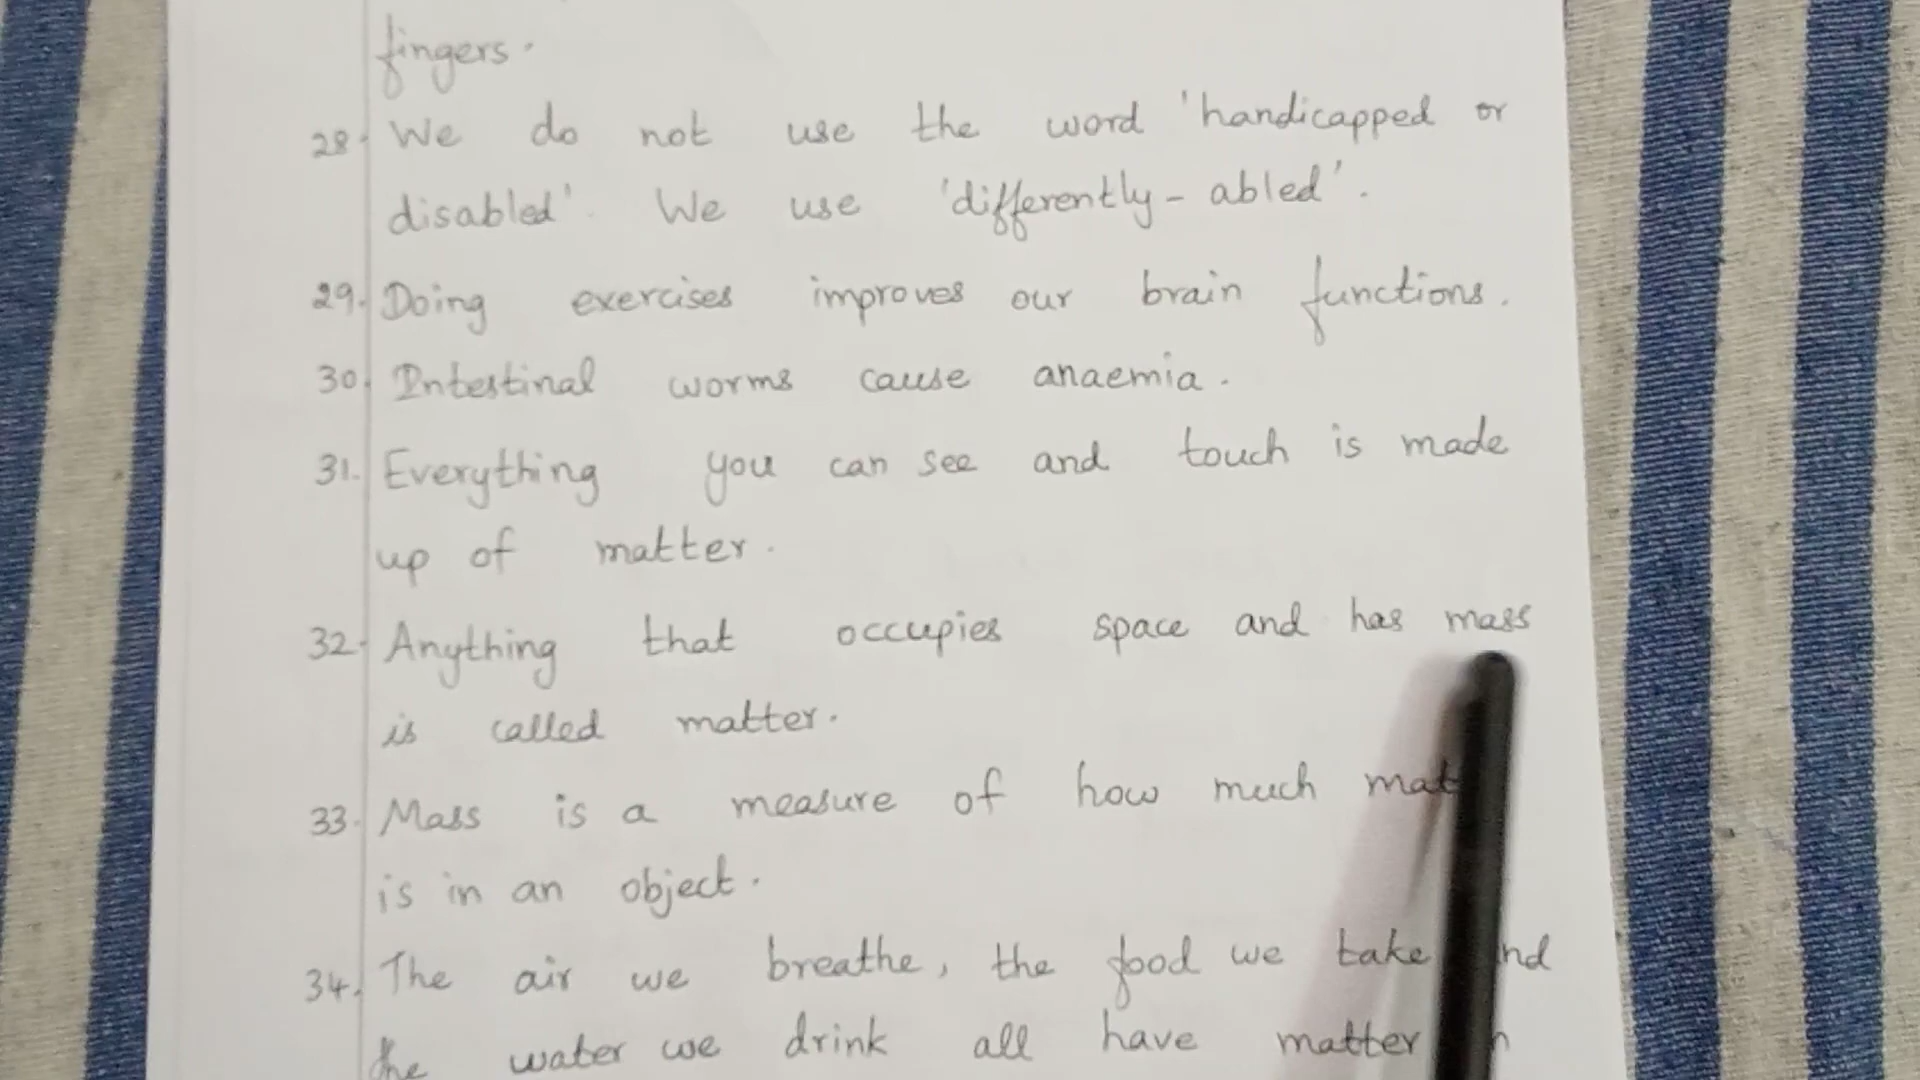 fingers.
28. We do not use the word 'handicapped or
disabled'. We use 'differently-abled'.
29. Doing exercises improves our brain functions.
30. Intestinal worms cause anaemia.
31. Everything you can see and touch is made
up of matter.
32. Anything that occupies space and has mass
is called matter.
33. Mass is a measure of how much mat
is in an object.
34. The air we breathe, the food we take nd
the water we drink all have matter